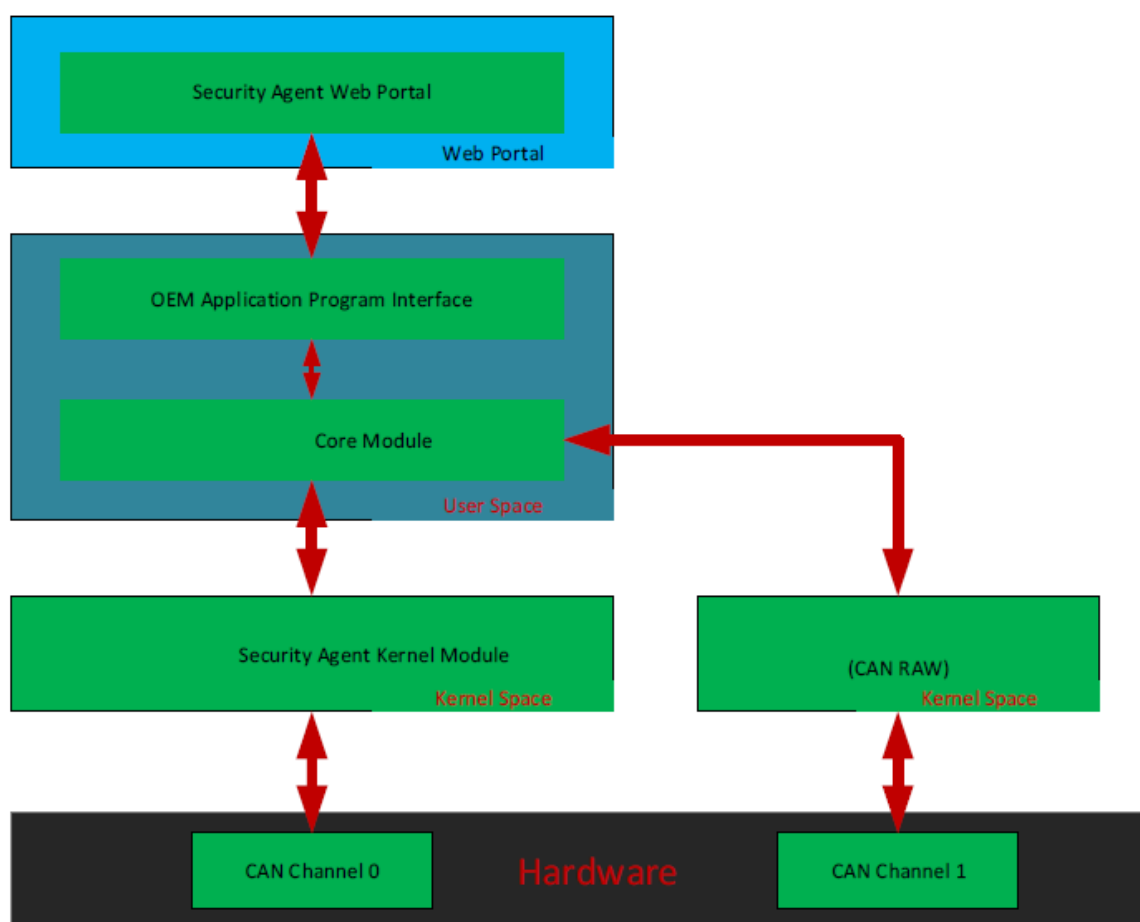 Security Agent Web Portal
Web Portal
OEM Application Program Interface
Core Module
User Space
Security Agent Kernel Module
Kernel Space
(CAN RAW)
Kernel Space
CAN Channel 0
Hardware
CAN Channel 1